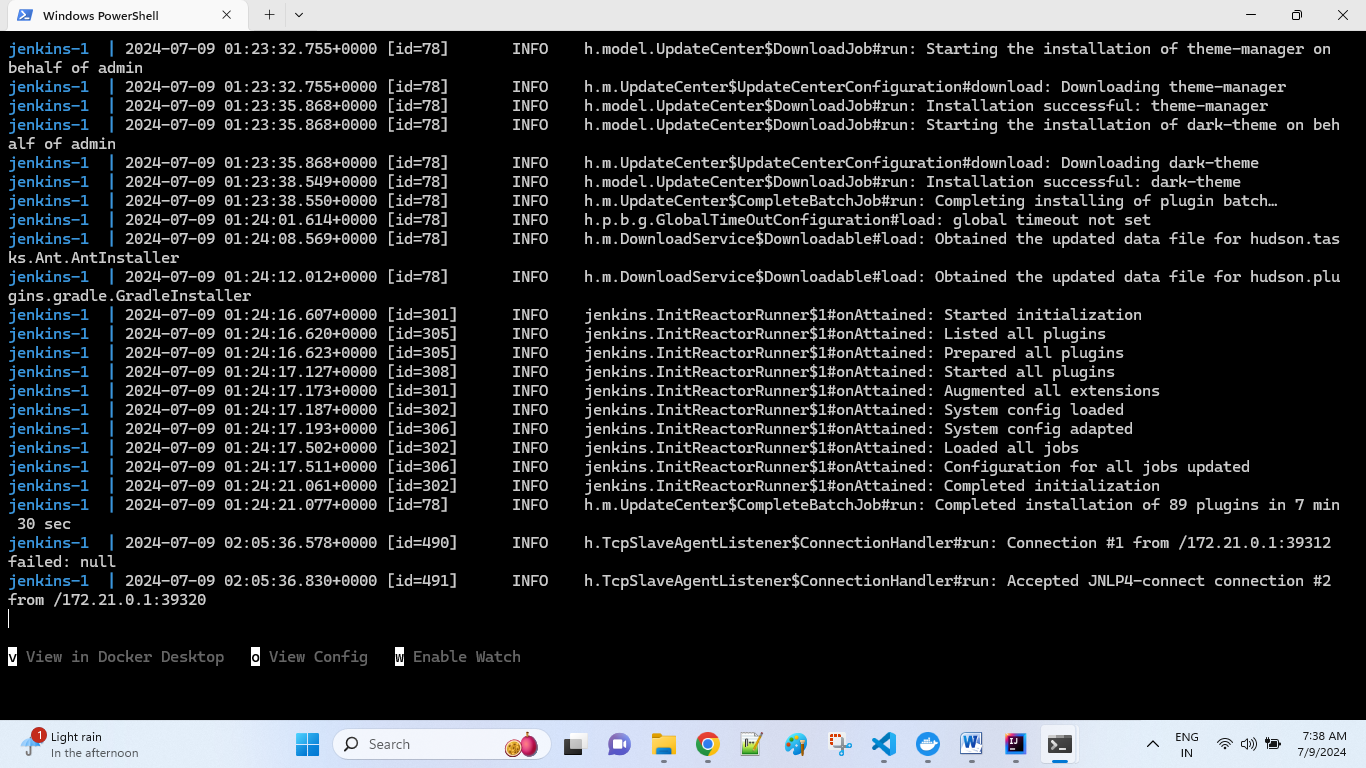 Windows PowerShell
jenkins-1 | 2024-07-09 01:23:32.755+0000 [id=78] INFO h.model.UpdateCenter$DownloadJob#run: Starting the installation of theme-manager on
behalf of admin
jenkins-1 | 2024-07-09 01:23:32.755+0000 [id=78] INFO h.m.UpdateCenter$UpdateCenterConfiguration#download: Downloading theme-manager
jenkins-1 | 2024-07-09 01:23:35.868+0000 [id=78] INFO h.model.UpdateCenter$DownloadJob#run: Installation successful: theme-manager
jenkins-1 | 2024-07-09 01:23:35.868+0000 [id=78] INFO h.model.UpdateCenter$DownloadJob#run: Starting the installation of dark-theme on beh
alf of admin
jenkins-1 | 2024-07-09 01:23:35.868+0000 [id=78] INFO h.m.UpdateCenter$UpdateCenterConfiguration#download: Downloading dark-theme
jenkins-1 | 2024-07-09 01:23:38.549+0000 [id=78] INFO h.model.UpdateCenter$DownloadJob#run: Installation successful: dark-theme
jenkins-1 | 2024-07-09 01:23:38.550+0000 [id=78] INFO h.m.UpdateCenter$CompleteBatchJob#run: Completing installing of plugin batch…
jenkins-1 | 2024-07-09 01:24:01.614+0000 [id=78] INFO h.p.b.g.GlobalTimeOutConfiguration#load: global timeout not set
jenkins-1 | 2024-07-09 01:24:08.569+0000 [id=78] INFO h.m.DownloadService$Downloadable#load: Obtained the updated data file for hudson.tas
ks.Ant.AntInstaller
jenkins-1 | 2024-07-09 01:24:12.012+0000 [id=78] INFO h.m.DownloadService$Downloadable#load: Obtained the updated data file for hudson.plu
gins.gradle.GradleInstaller
jenkins-1 | 2024-07-09 01:24:16.607+0000 [id=301] INFO jenkins.InitReactorRunner$1#onAttained: Started initialization
jenkins-1 | 2024-07-09 01:24:16.620+0000 [id=305] INFO jenkins.InitReactorRunner$1#onAttained: Listed all plugins
jenkins-1 | 2024-07-09 01:24:16.623+0000 [id=305] INFO jenkins.InitReactorRunner$1#onAttained: Prepared all plugins
jenkins-1 | 2024-07-09 01:24:17.127+0000 [id=308] INFO jenkins.InitReactorRunner$1#onAttained: Started all plugins
jenkins-1 | 2024-07-09 01:24:17.173+0000 [id=301] INFO jenkins.InitReactorRunner$1#onAttained: Augmented all extensions
jenkins-1 | 2024-07-09 01:24:17.187+0000 [id=302] INFO jenkins.InitReactorRunner$1#onAttained: System config loaded
jenkins-1 | 2024-07-09 01:24:17.193+0000 [id=306] INFO jenkins.InitReactorRunner$1#onAttained: System config adapted
jenkins-1 | 2024-07-09 01:24:17.502+0000 [id=302] INFO jenkins.InitReactorRunner$1#onAttained: Loaded all jobs
jenkins-1 | 2024-07-09 01:24:17.511+0000 [id=306] INFO jenkins.InitReactorRunner$1#onAttained: Configuration for all jobs updated
jenkins-1 | 2024-07-09 01:24:21.061+0000 [id=302] INFO jenkins.InitReactorRunner$1#onAttained: Completed initialization
jenkins-1 | 2024-07-09 01:24:21.077+0000 [id=78] INFO h.m.UpdateCenter$CompleteBatchJob#run: Completed installation of 89 plugins in 7 min
30 sec
jenkins-1 | 2024-07-09 02:05:36.578+0000 [id=490] INFO h.TcpSlaveAgentListener$ConnectionHandler#run: Connection #1 from /172.21.0.1:39312
failed: null
jenkins-1 | 2024-07-09 02:05:36.830+0000 [id=491] INFO h.TcpSlaveAgentListener$ConnectionHandler#run: Accepted JNLP4-connect connection #2
from /172.21.0.1:39320
v View in Docker Desktop o View Config w Enable Watch
1 Light rain
In the afternoon
Search
ENG
IN
7:38 AM
7/9/2024